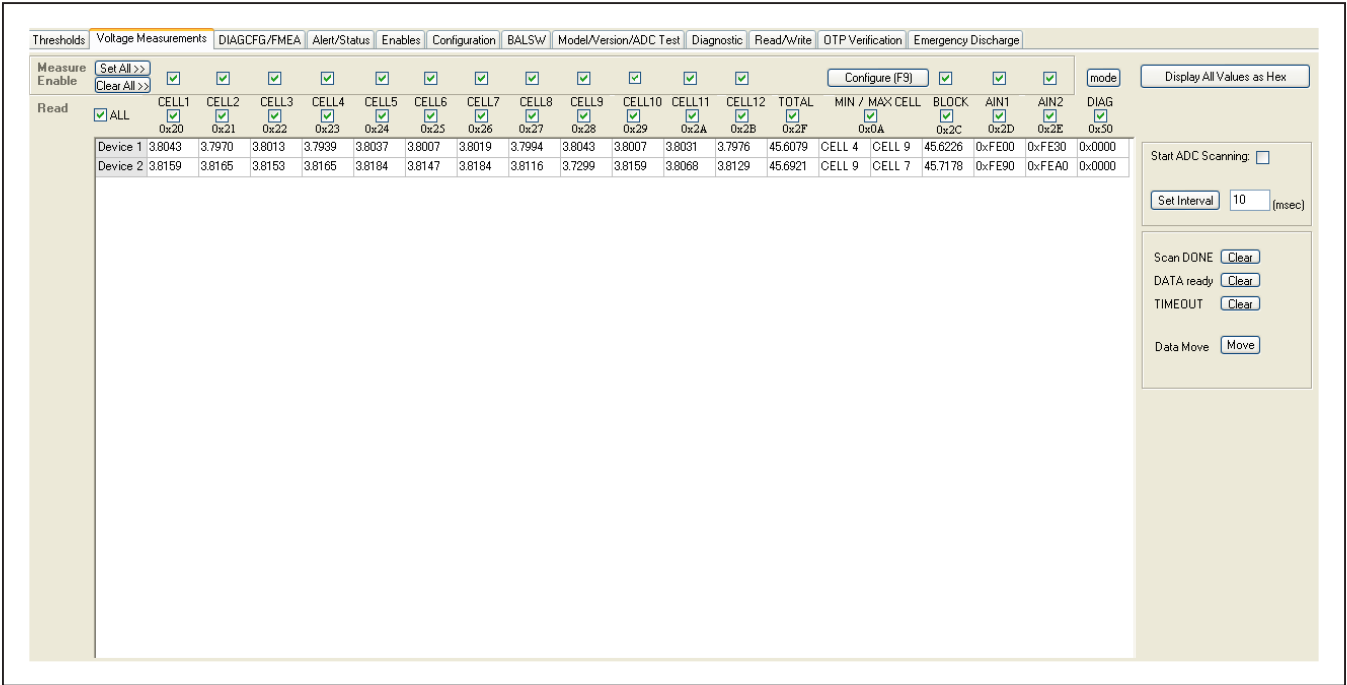 Thresholds Voltage Measurements DIAGCFG/FMEA Alert/Status Enables Configuration BALSW Model/Version/ADC Test Diagnostic Read/Write OTP Verification Emergency Discharge
Measure Enable Set All >> Clear All >> Configure (F9) mode Display All Values as Hex
Read ALL CELL1 CELL2 CELL3 CELL4 CELL5 CELL6 CELL7 CELL8 CELL9 CELL10 CELL11 CELL12 TOTAL MIN / MAX CELL BLOCK AIN1 AIN2 DIAG
0x20 0x21 0x22 0x23 0x24 0x25 0x26 0x27 0x28 0x29 0x2A 0x2B 0x2F 0x0A 0x2C 0x2D 0x2E 0x50
Device 1 3.8043 3.7970 3.8013 3.7939 3.8037 3.8007 3.8019 3.7994 3.8043 3.8007 3.8031 3.7976 45.6079 CELL 4 CELL 9 45.6226 0xFE00 0xFE30 0x0000
Device 2 3.8159 3.8165 3.8153 3.8165 3.8184 3.8147 3.8184 3.8116 3.7299 3.8159 3.8068 3.8129 45.6921 CELL 9 CELL 7 45.7178 0xFE90 0xFEA0 0x0000
Start ADC Scanning:
Set Interval 10 (msec)
Scan DONE Clear
DATA ready Clear
TIMEOUT Clear
Data Move Move